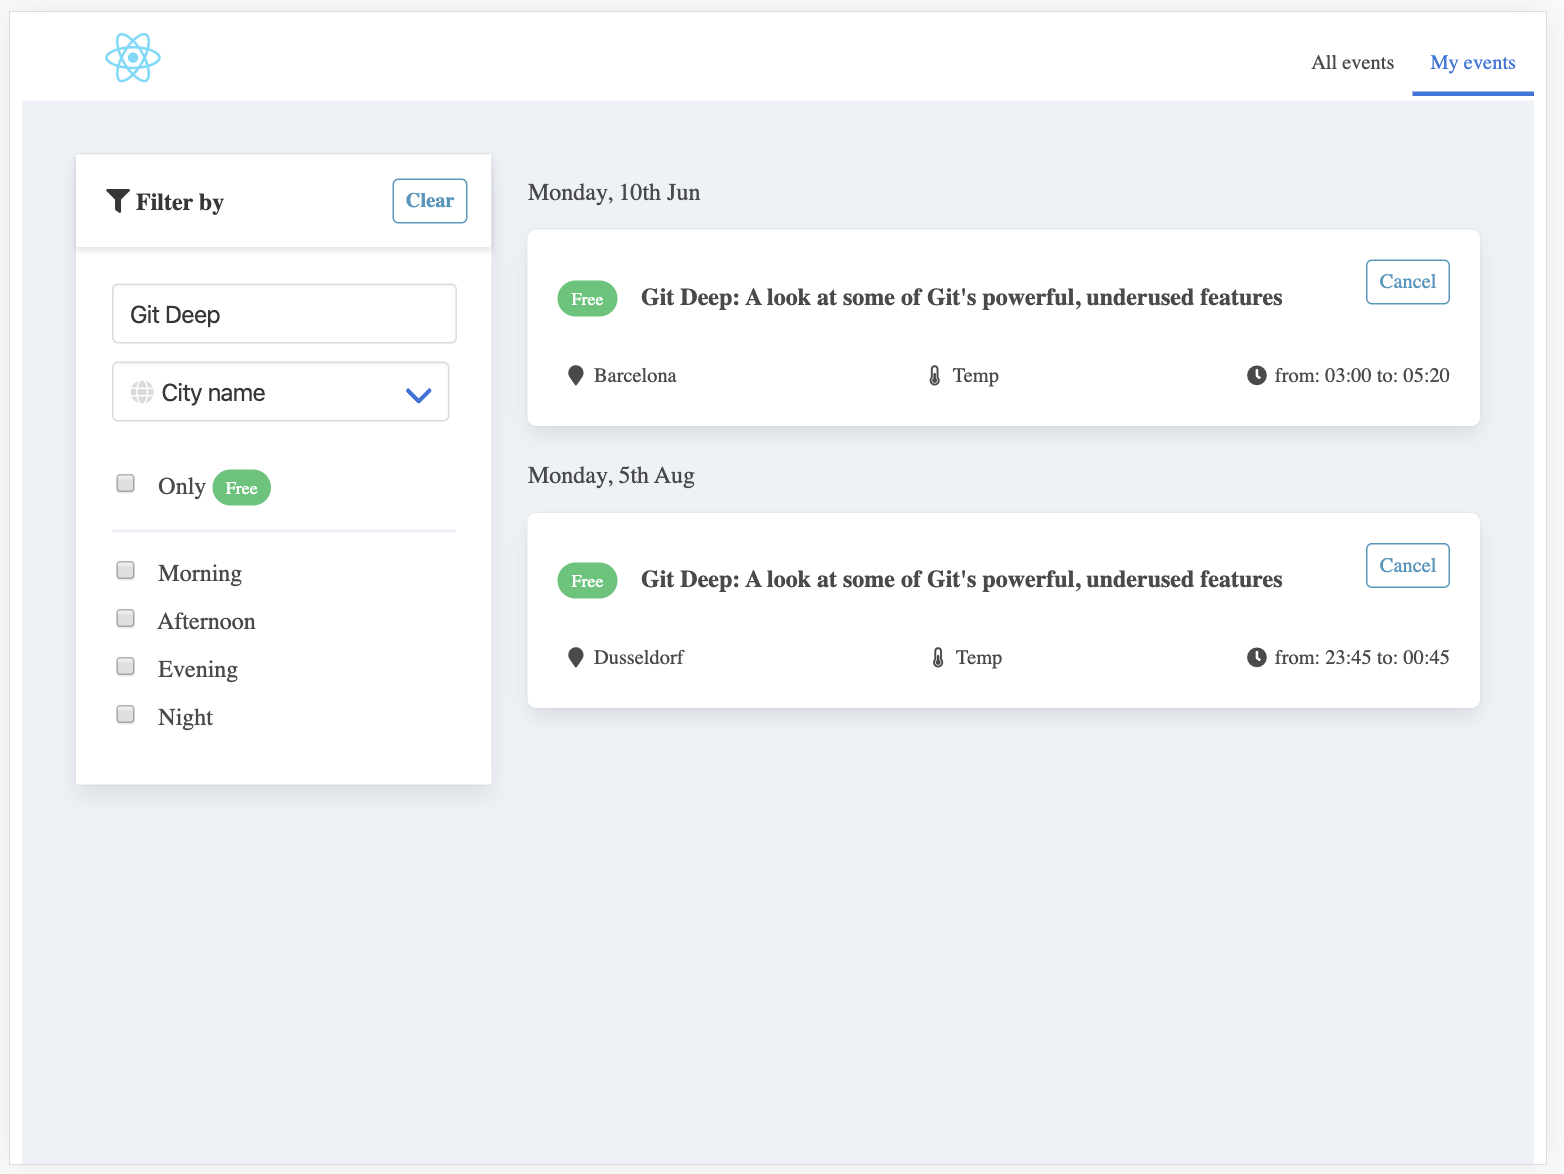 All events
My events
Filter by
Clear
Git Deep
City name
Only Free
Morning
Afternoon
Evening
Night
Monday, 10th Jun
Free
Git Deep: A look at some of Git's powerful, underused features
Cancel
Barcelona
Temp
from: 03:00 to: 05:20
Monday, 5th Aug
Free
Git Deep: A look at some of Git's powerful, underused features
Cancel
Dusseldorf
Temp
from: 23:45 to: 00:45